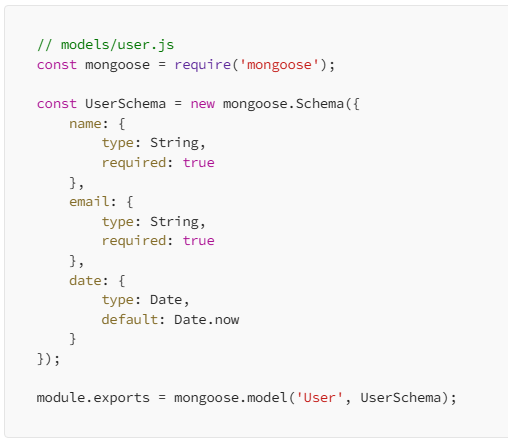 // models/user.js
const mongoose = require('mongoose');

const UserSchema = new mongoose.Schema({
    name: {
        type: String,
        required: true
    },
    email: {
        type: String,
        required: true
    },
    date: {
        type: Date,
        default: Date.now
    }
});

module.exports = mongoose.model('User', UserSchema);